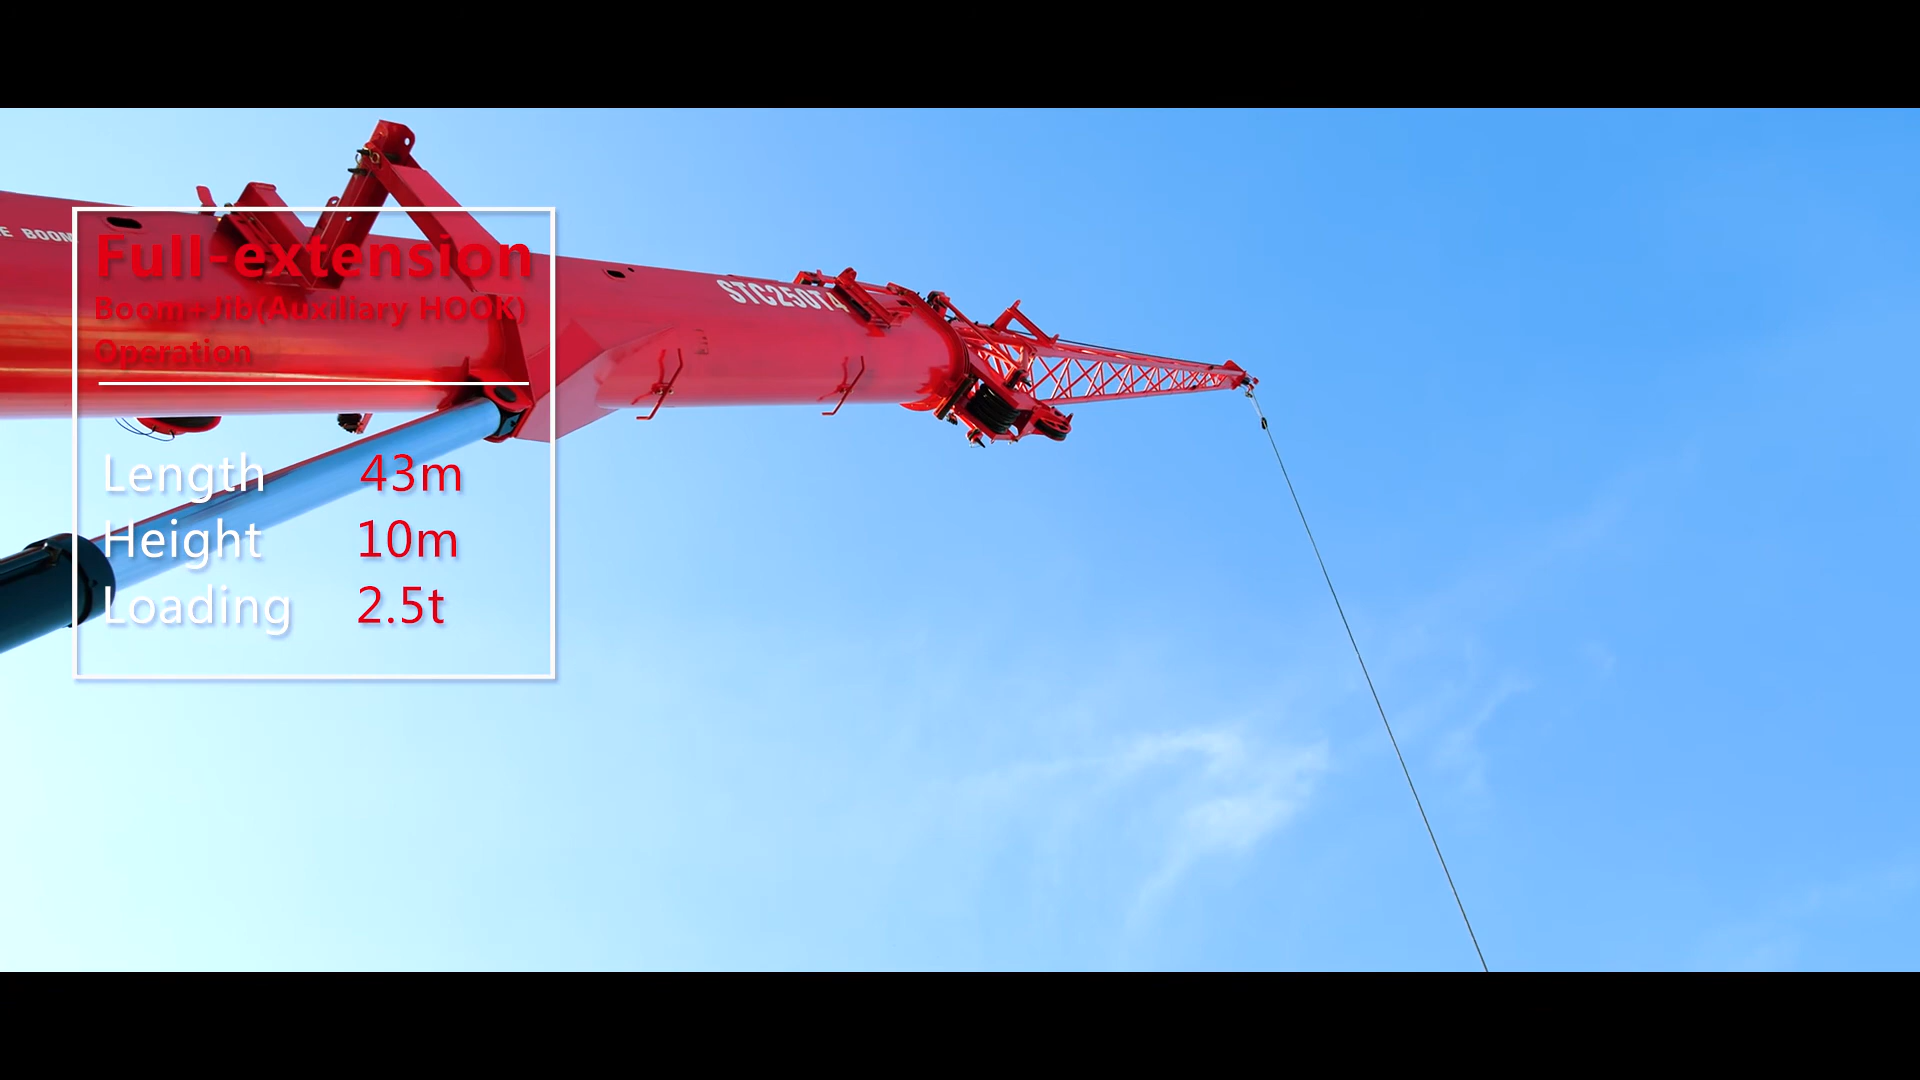 E BOOM
Full-extension
Boom+Jib(Auxiliary HOOK)
Operation
STC250T4
Length 43m
Height 10m
Loading 2.5t